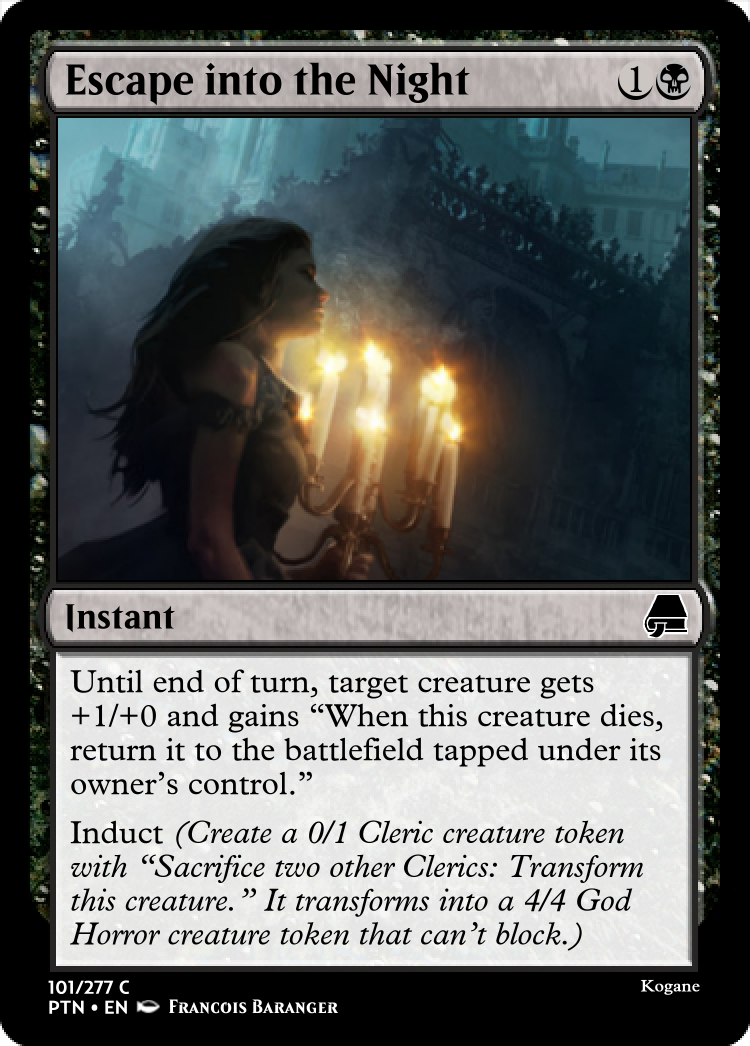 Escape into the Night 1
Instant
Until end of turn, target creature gets
+1/+0 and gains “When this creature dies,
return it to the battlefield tapped under its
owner’s control.”
Induct (Create a 0/1 Cleric creature token
with “Sacrifice two other Clerics: Transform
this creature.” It transforms into a 4/4 God
Horror creature token that can’t block.)
101/277 C
Kogane
PTN • EN Francois Baranger